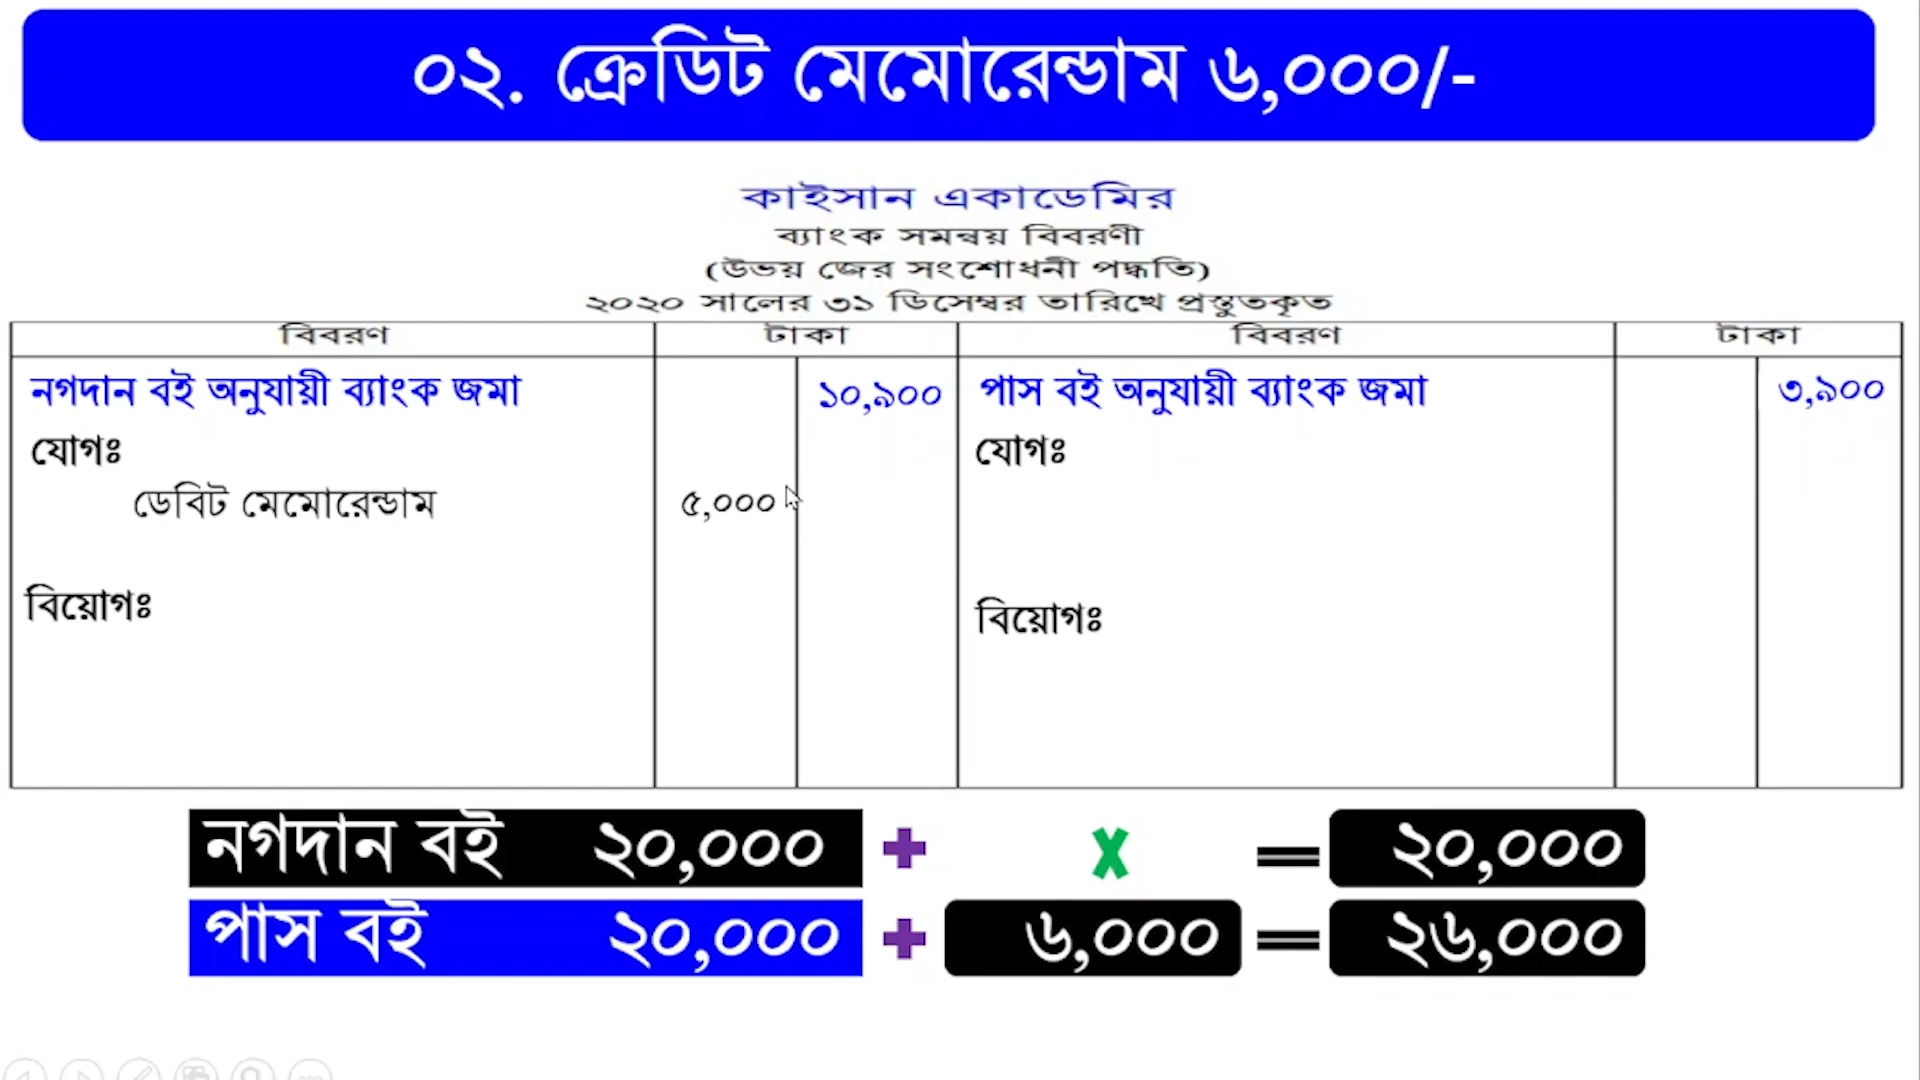 ০২. ক্রেডিট মেমোরেন্ডাম ৬,০০০/-
কাইসান একাডেমির
ব্যাংক সমন্বয় বিবরণী
(উভয় জের সংশোধনী পদ্ধতি)
২০২০ সালের ৩১ ডিসেম্বর তারিখে প্রস্তুতকৃত
বিবরণ টাকা বিবরণ টাকা
নগদান বই অনুযায়ী ব্যাংক জমা ১০,৯০০ পাস বই অনুযায়ী ব্যাংক জমা ৩,৯০০
যোগঃ যোগঃ
ডেবিট মেমোরেন্ডাম ৫,০০০
বিয়োগঃ বিয়োগঃ
নগদান বই ২০,০০০ + x = ২০,০০০
পাস বই ২০,০০০ + ৬,০০০ = ২৬,০০০